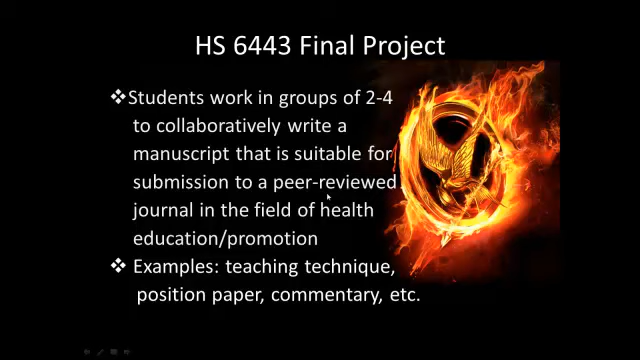 HS 6443 Final Project
❖Students work in groups of 2-4
to collaboratively write a
manuscript that is suitable for
submission to a peer-reviewed
journal in the field of health
education/promotion
❖ Examples: teaching technique,
position paper, commentary, etc.